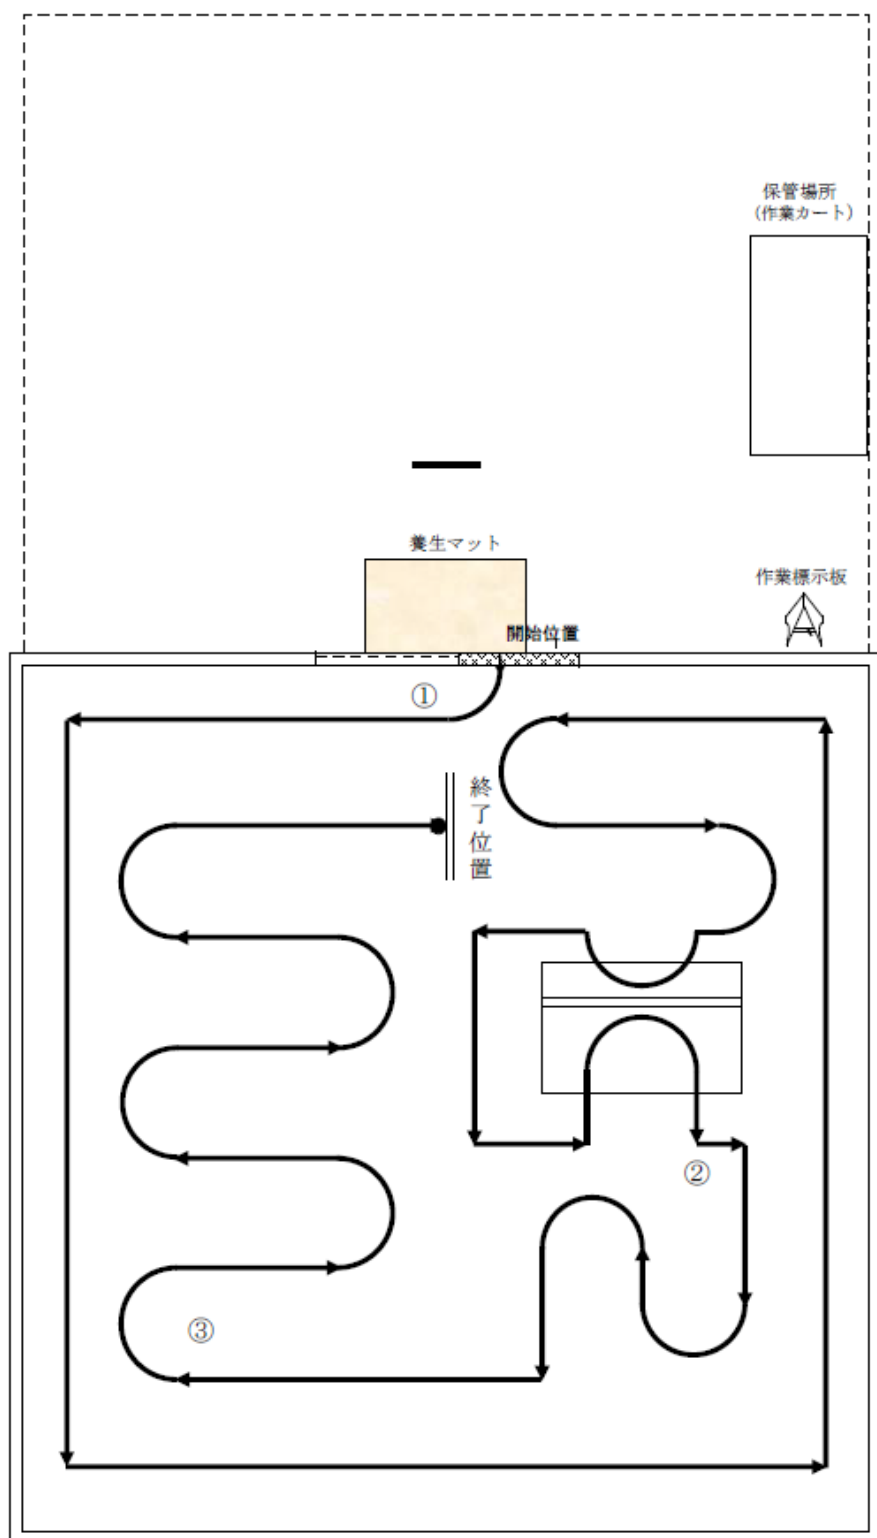 保管場所
（作業カート）
養生マット
作業標示板
開始位置
①
終了位置
②
③